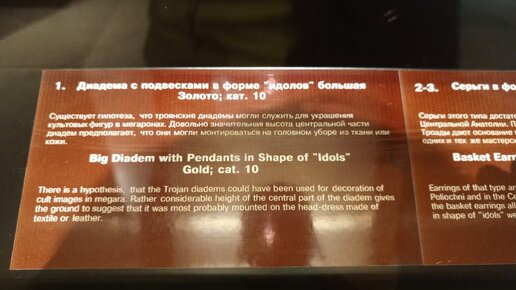 1. Диадема с подвесками в форме "идолов" большая
Золото; кат. 10
Существует гипотеза, что троянские диадемы могли служить для украшения
культовых фигур в мегаронах. Довольно значительная высота центральной части
диадем предполагает, что они могли монтироваться на головном уборе из ткани или
кожи.
Big Diadem with Pendants in Shape of "Idols"
Gold; cat. 10
There is a hypothesis, that the Trojan diadems could have been used for decoration of
cult images in megara. Rather considerable height of the central part of the diadem gives
the ground to suggest that it was most probably mounted on the head-dress made of
textile or leather.
2-3. Серьги в фо
Серьги этого типа достато
Центральной Анатолии. П
Троады дают основание
одних и тех же мастерск
Basket Earr
Earrings of that type ar
Poliochni and in the Ce
the basket earrings all
in shape of "idols" we